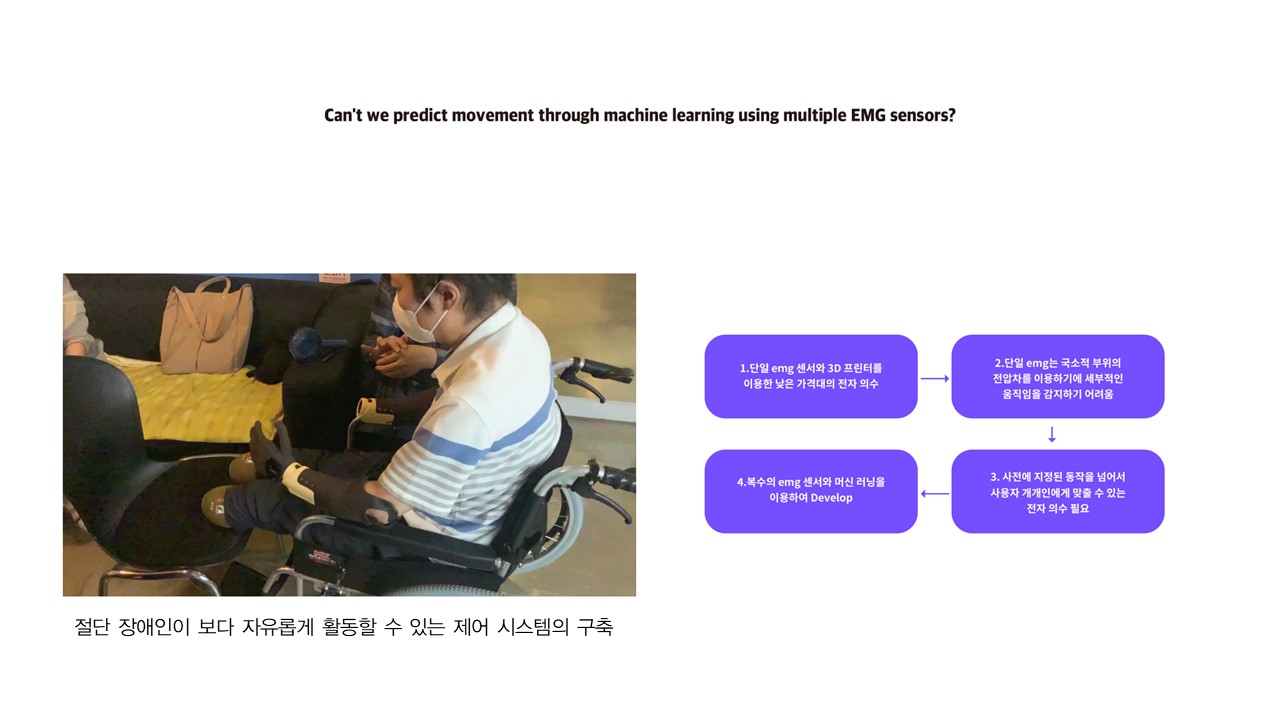 Can't we predict movement through machine learning using multiple EMG sensors?
1.단일 emg 센서와 3D 프린터를
이용한 낮은 가격대의 전자 의수
2.단일 emg는 국소적 부위의
전압차를 이용하기에 세부적인
움직임을 감지하기 어려움
3. 사전에 지정된 동작을 넘어서
사용자 개개인에게 맞출 수 있는
전자 의수 필요
4.복수의 emg 센서와 머신 러닝을
이용하여 Develop
절단 장애인이 보다 자유롭게 활동할 수 있는 제어 시스템의 구축